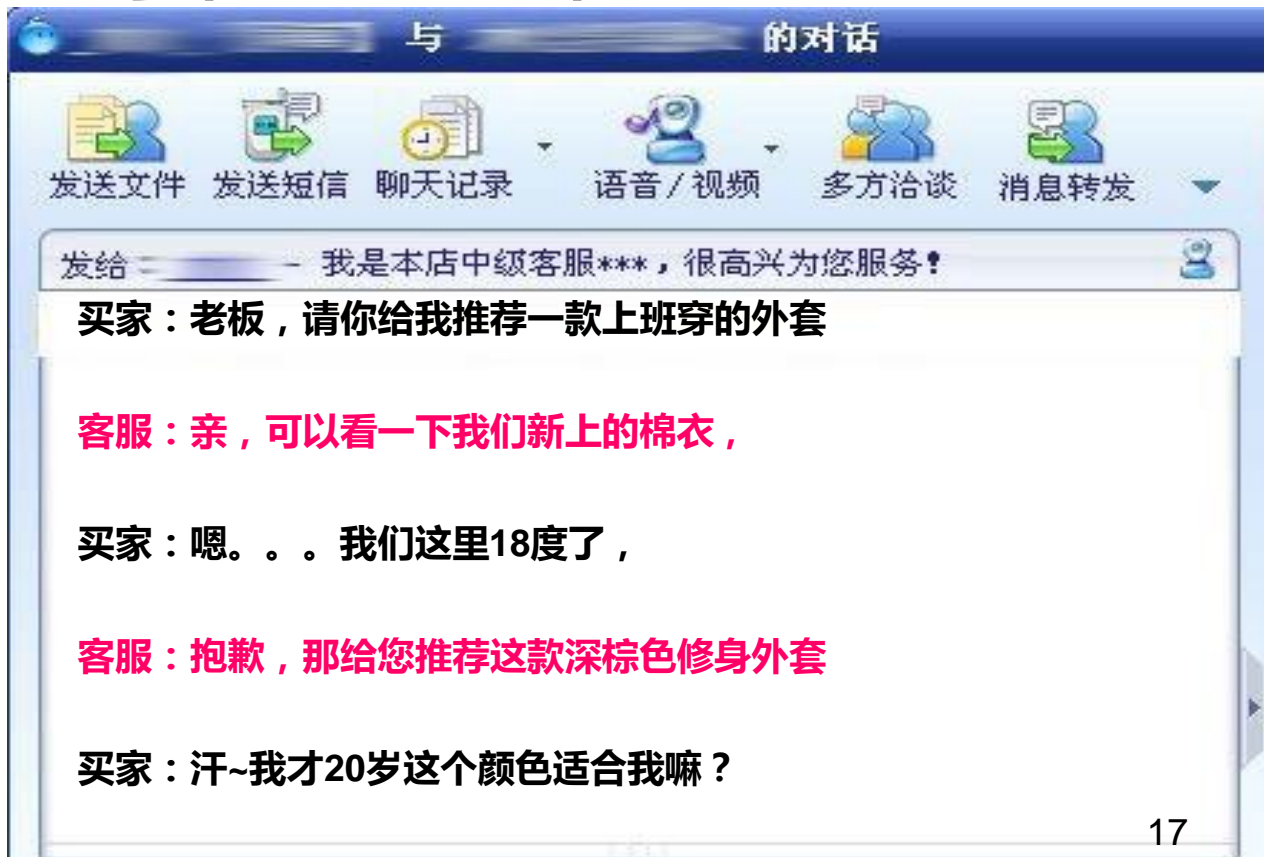 与 的对话
发送文件 发送短信 聊天记录 语音/视频 多方洽谈 消息转发
发给: - 我是本店中级客服***，很高兴为您服务！
买家：老板，请你给我推荐一款上班穿的外套
客服：亲，可以看一下我们新上的棉衣，
买家：嗯。。。我们这里18度了，
客服：抱歉，那给您推荐这款深棕色修身外套
买家：汗~我才20岁这个颜色适合我嘛？
17